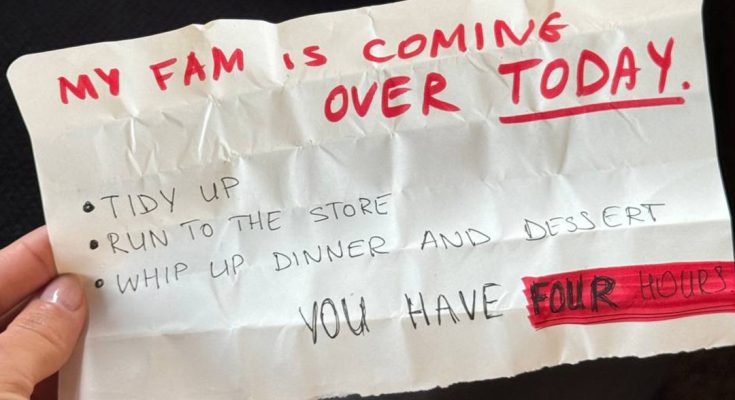 MY FAM IS COMING
OVER TODAY.
• TIDY UP
• RUN TO THE STORE
• WHIP UP DINNER AND DESSERT
YOU HAVE FOUR HOURS